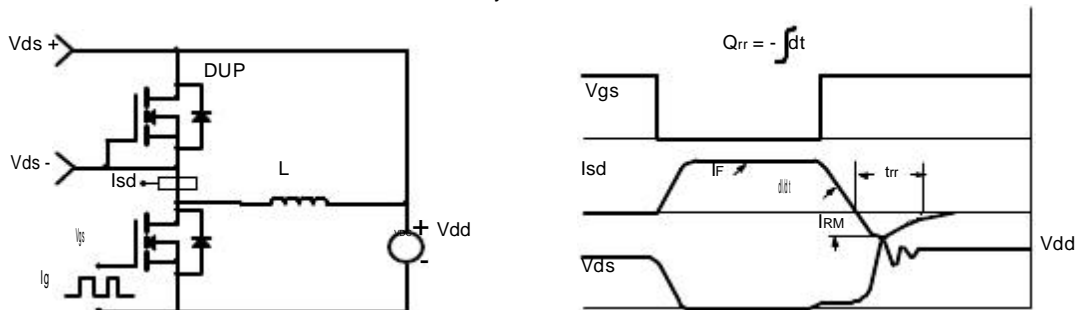 Vds +
DUP
Vds -
Isd
L
Vgs
Ig
+
Vdd
-
Qrr = - ∫dt
Vgs
Isd
IF
di/dt
trr
IRM
Vds
Vdd